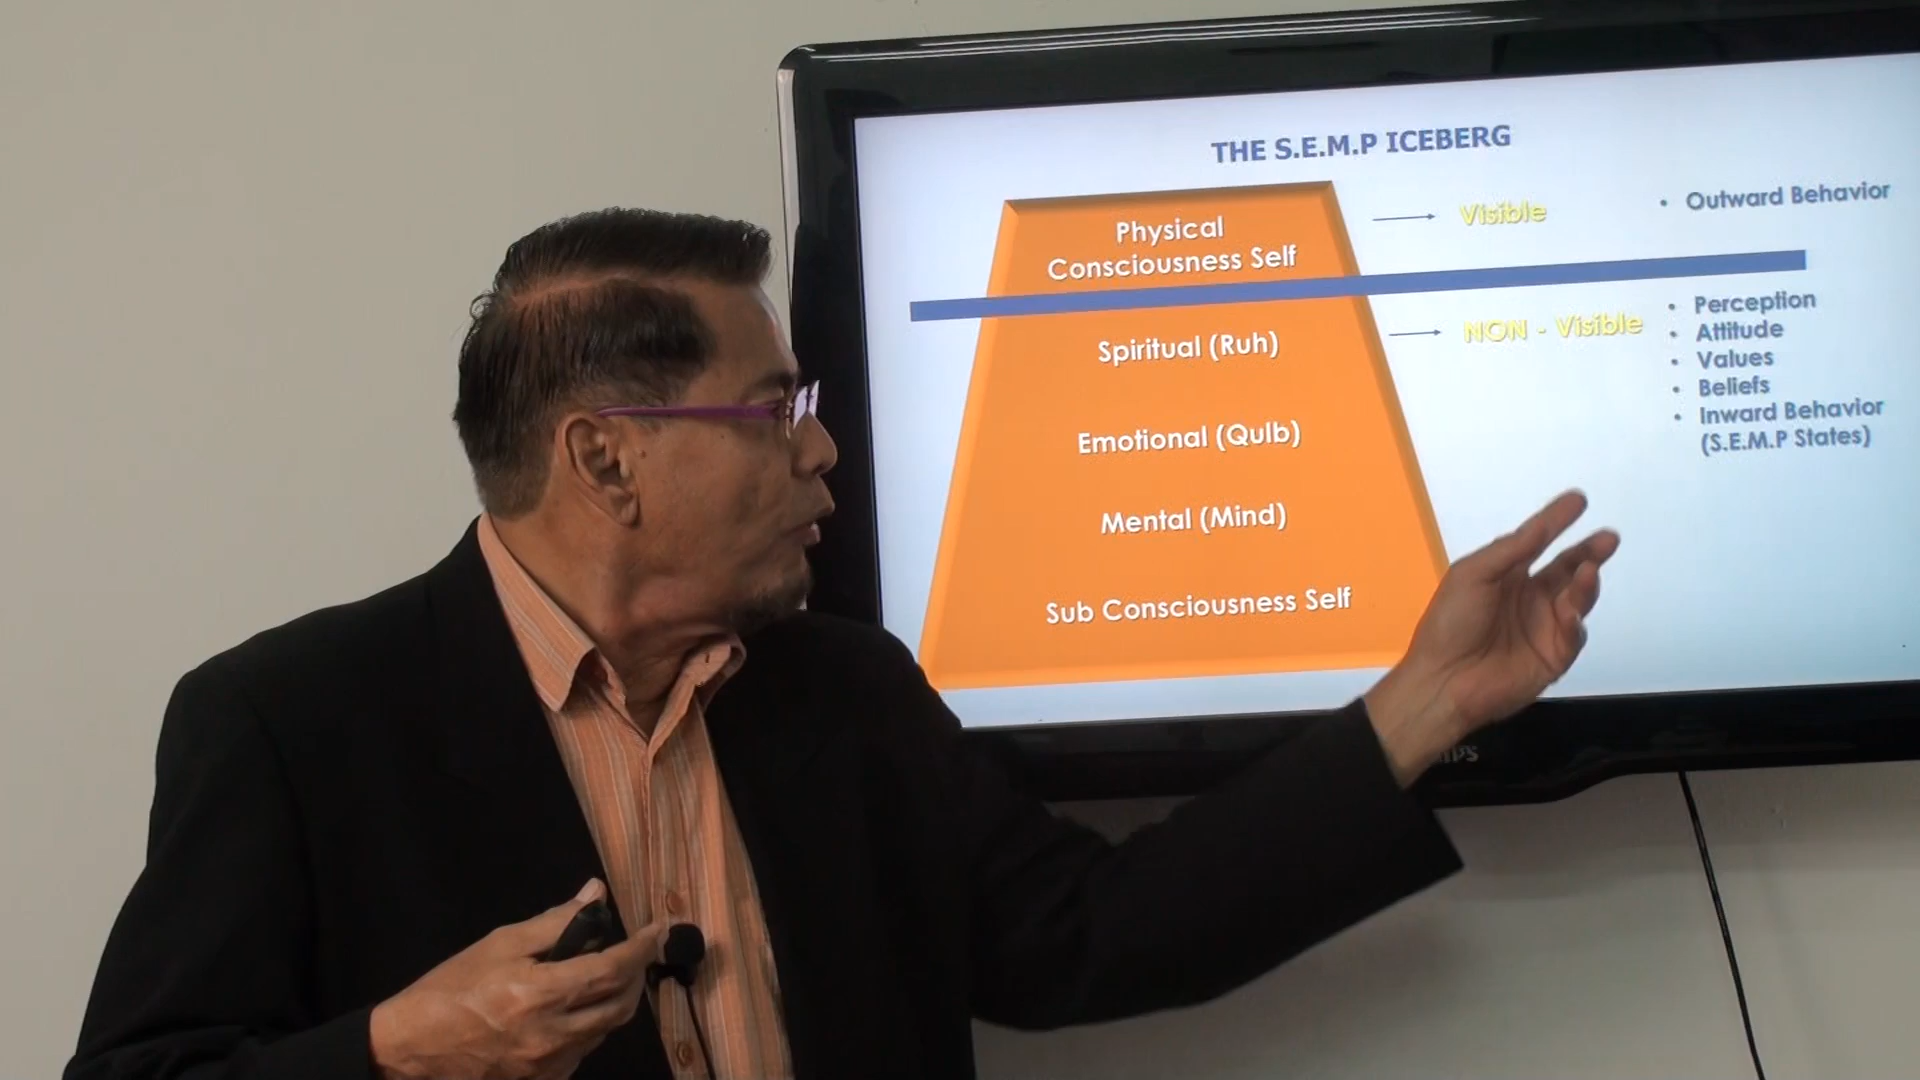 THE S.E.M.P ICEBERG
Physical
Consciousness Self
Visible
• Outward Behavior
Spiritual (Ruh)
Emotional (Qulb)
Mental (Mind)
Sub Consciousness Self
NON - Visible
• Perception
• Attitude
• Values
• Beliefs
• Inward Behavior
(S.E.M.P States)